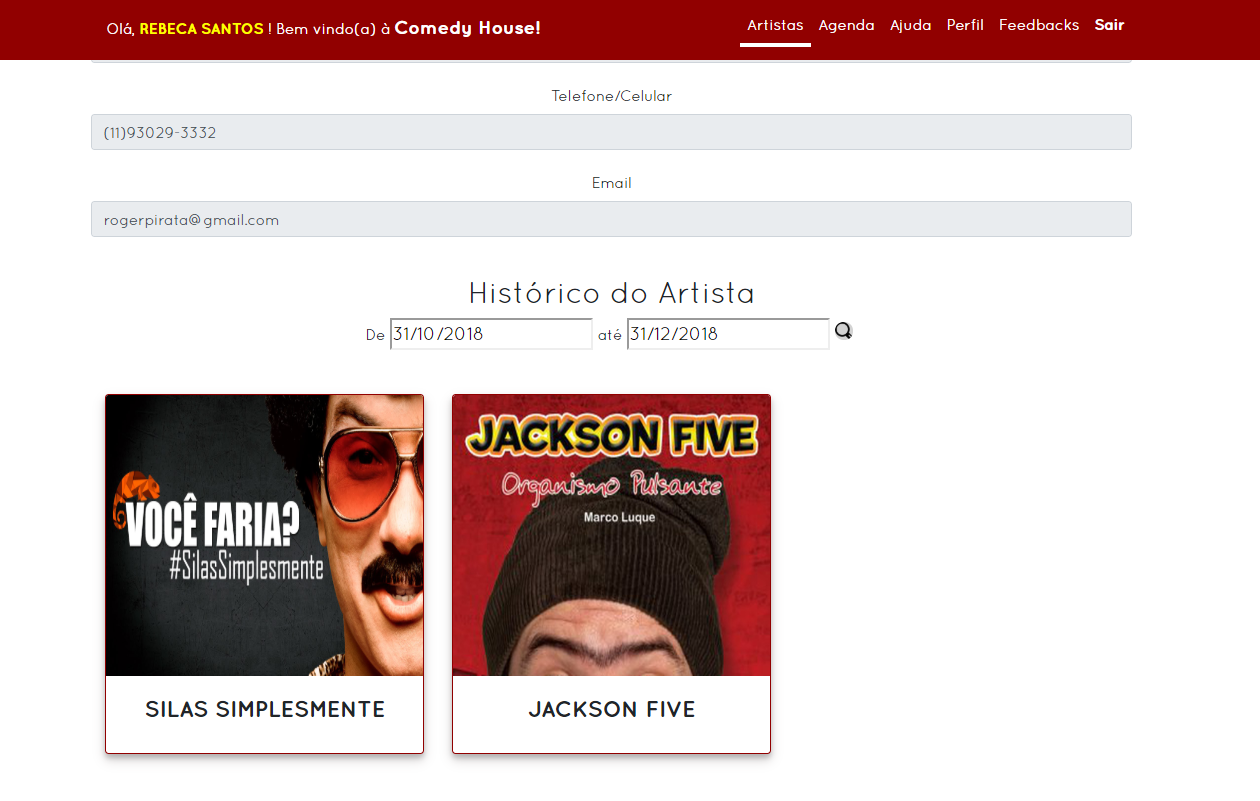 Olá, REBECA SANTOS ! Bem vindo(a) à Comedy House!
Artistas Agenda Ajuda Perfil Feedbacks Sair
Telefone/Celular
(11)93029-3332
Email
rogerpirata@gmail.com
Histórico do Artista
De 31/10/2018 até 31/12/2018
VOCÊ FARIA?
#SilasSimplesmente
SILAS SIMPLESMENTE
JACKSON FIVE
Organismo Pulsante
Marco Luque
JACKSON FIVE